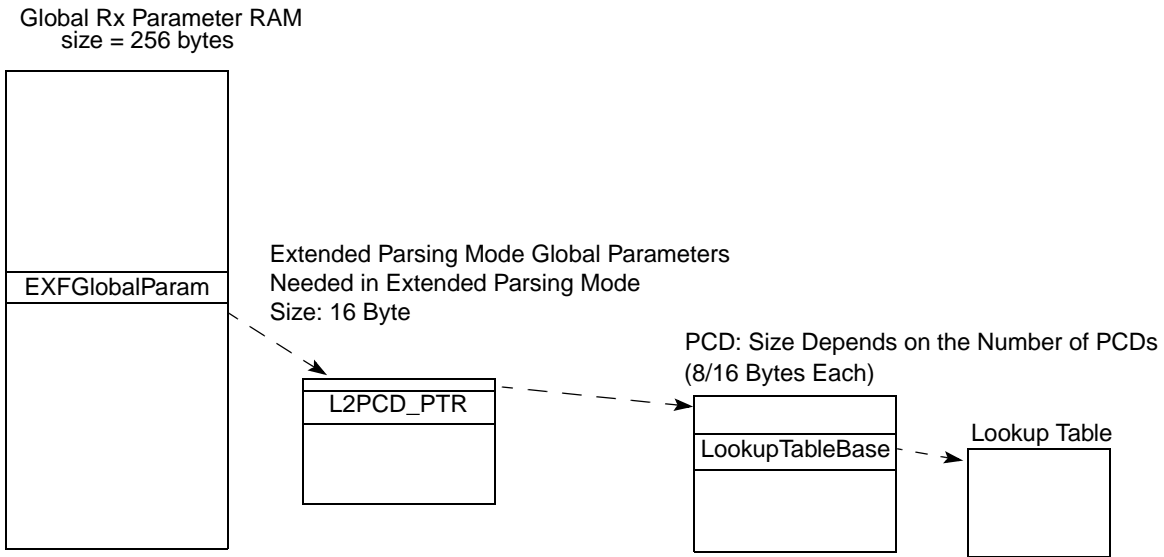 Global Rx Parameter RAM
size = 256 bytes
EXFGlobalParam
Extended Parsing Mode Global Parameters
Needed in Extended Parsing Mode
Size: 16 Byte
L2PCD_PTR
PCD: Size Depends on the Number of PCDs
(8/16 Bytes Each)
LookupTableBase
Lookup Table